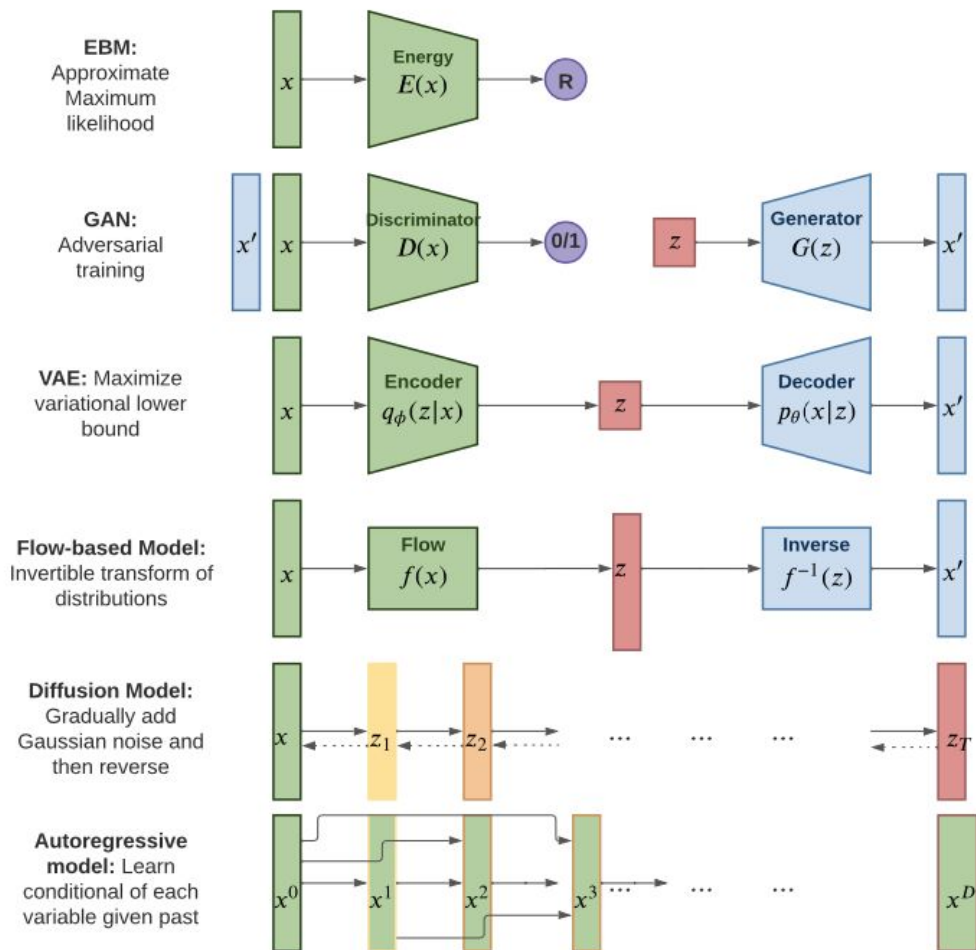 EBM:
Approximate
Maximum
likelihood
x
Energy
E(x)
R
GAN:
Adversarial
training
x′
x
Discriminator
D(x)
0/1
z
Generator
G(z)
x′
VAE: Maximize
variational lower
bound
x
Encoder
qϕ(z|x)
z
Decoder
pθ(x|z)
x′
Flow-based Model:
Invertible transform of
distributions
x
Flow
f(x)
z
Inverse
f⁻¹(z)
x′
Diffusion Model:
Gradually add
Gaussian noise and
then reverse
x
z₁
z₂
... ... ...
z_T
Autoregressive
model: Learn
conditional of each
variable given past
x⁰
x¹
x²
x³
... ... ...
xᴰ